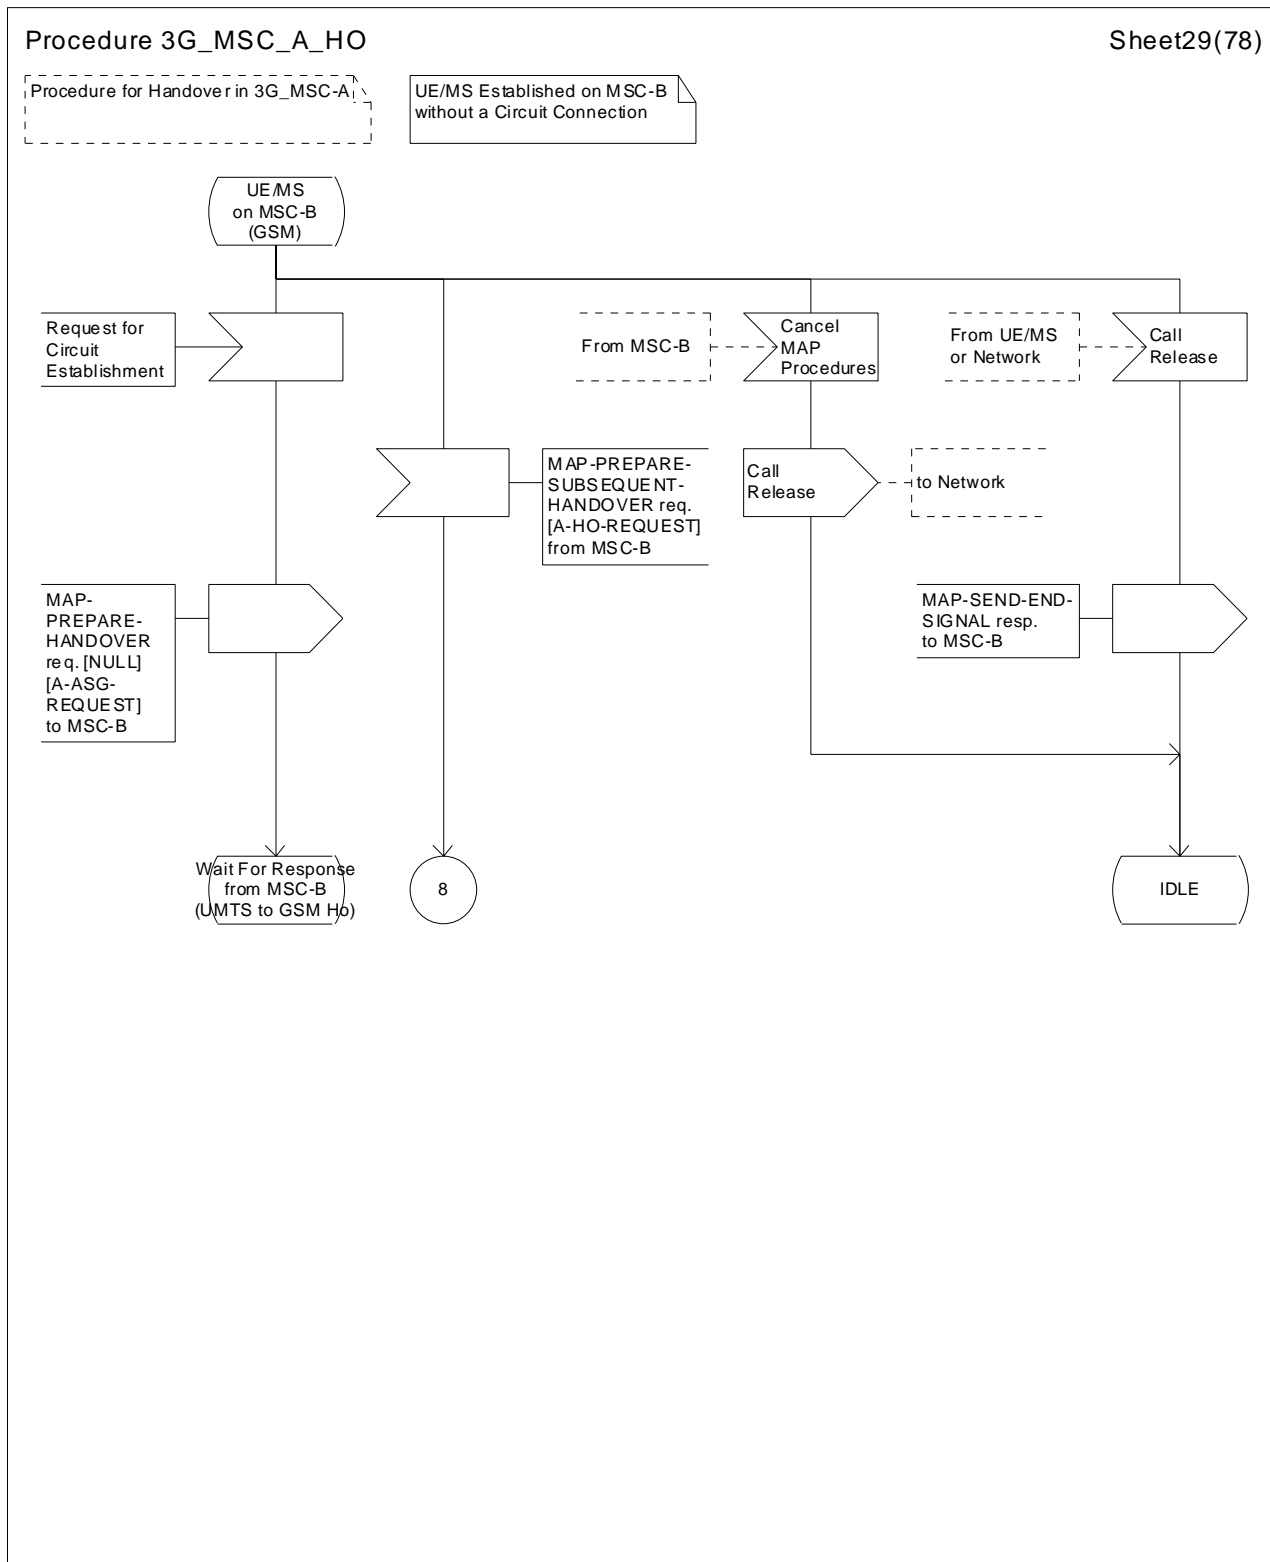 Procedure 3G_MSC_A_HO
Sheet29(78)
Procedure for Handover in 3G_MSC-A
UE/MS Established on MSC-B
without a Circuit Connection
UE/MS
on MSC-B
(GSM)
Request for
Circuit
Establishment
From MSC-B
Cancel
MAP
Procedures
From UE/MS
or Network
Call
Release
MAP-PREPARE-
SUBSEQUENT-
HANDOVER req.
[A-HO-REQUEST]
from MSC-B
Call
Release
to Network
MAP-
PREPARE-
HANDOVER
req. [NULL]
[A-ASG-
REQUEST]
to MSC-B
MAP-SEND-END-
SIGNAL resp.
to MSC-B
Wait For Response
from MSC-B
(UMTS to GSM Ho)
8
IDLE